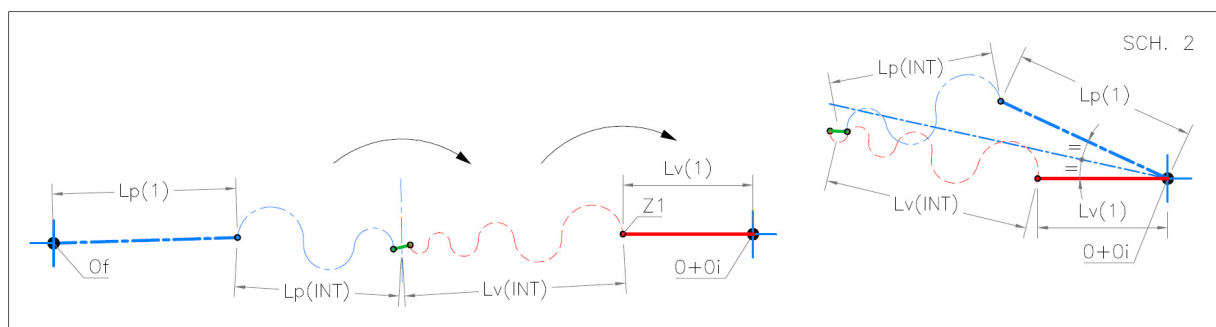 SCH. 2
Lp(1)
Of
Lp(INT)
Lv(INT)
Z1
Lv(1)
0+0i
Lp(INT)
Lp(1)
=
=
Lv(INT)
Lv(1)
0+0i